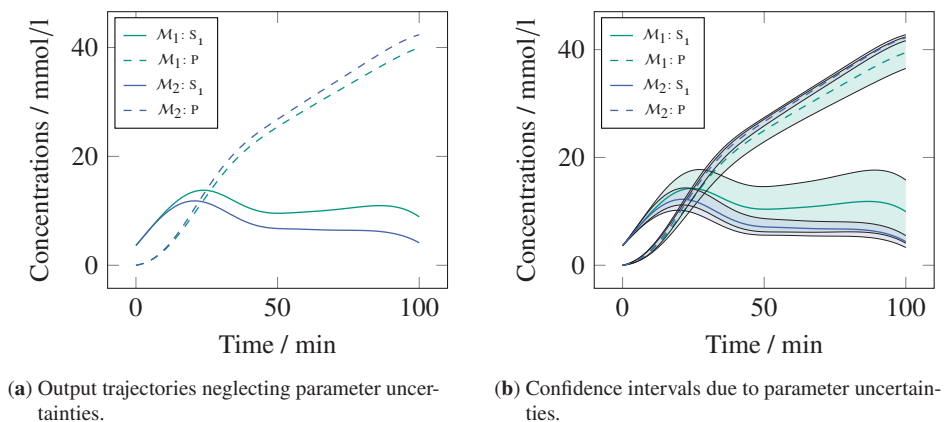 Concentrations / mmol/l
40
20
0
ℳ₁: S₁
ℳ₁: P
ℳ₂: S₁
ℳ₂: P
0 50 100
Time / min
(a) Output trajectories neglecting parameter uncer-
tainties.
Concentrations / mmol/l
40
20
0
ℳ₁: S₁
ℳ₁: P
ℳ₂: S₁
ℳ₂: P
0 50 100
Time / min
(b) Confidence intervals due to parameter uncertain-
ties.